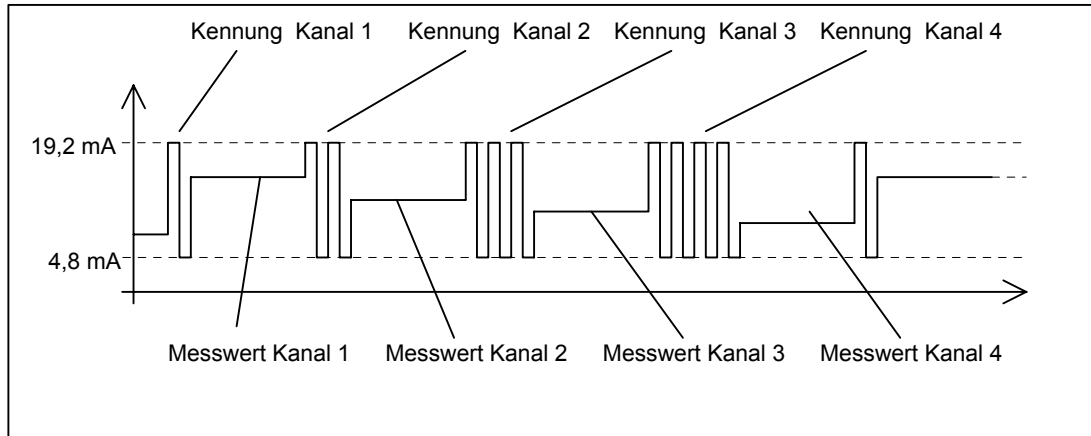 Kennung Kanal 1 Kennung Kanal 2 Kennung Kanal 3 Kennung Kanal 4
19,2 mA
4,8 mA
Messwert Kanal 1 Messwert Kanal 2 Messwert Kanal 3 Messwert Kanal 4